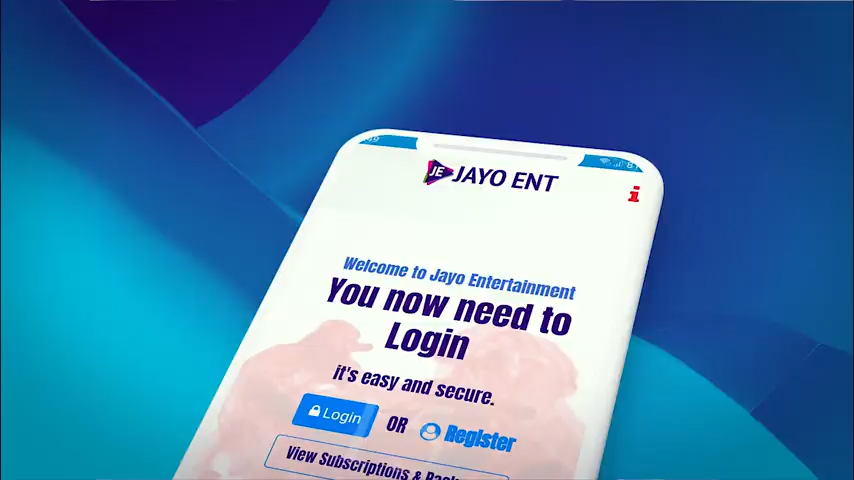 JE JAYO ENT
i
Welcome to Jayo Entertainment
You now need to
Login
it's easy and secure.
Login OR Register
View Subscriptions &